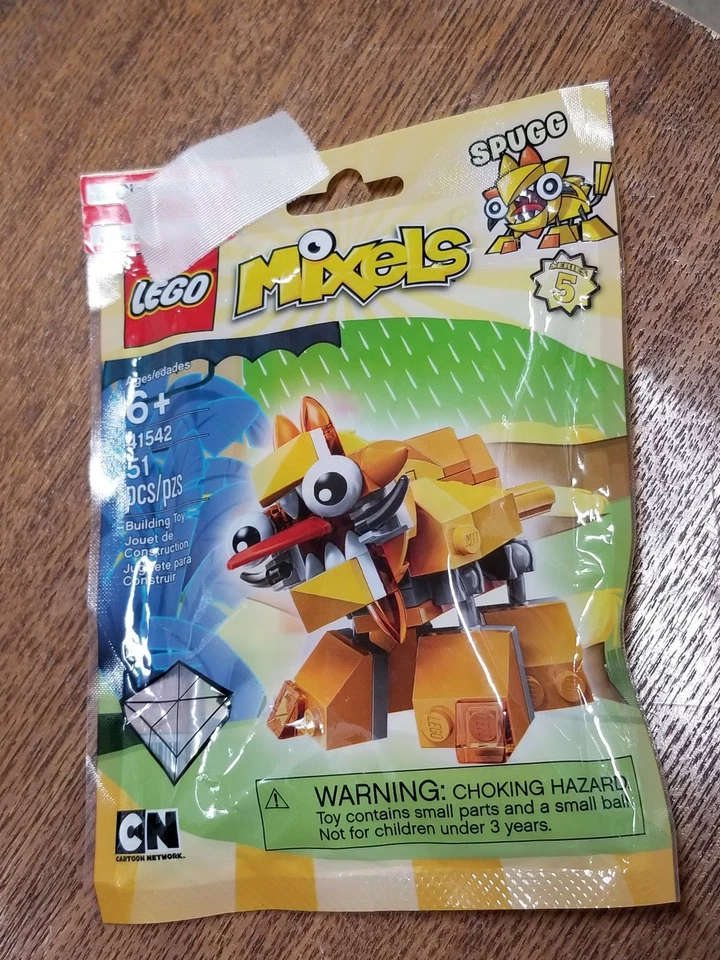 SPUGG
LEGO
MIXELS
SERIES
5
Ages/edades
6+
41542
51
pcs/pzs
Building Toy
Jouet de
Construction
Juguete para
Construir
LEGO
LEGO
CN
CARTOON NETWORK
WARNING: CHOKING HAZARD
Toy contains small parts and a small ball.
Not for children under 3 years.